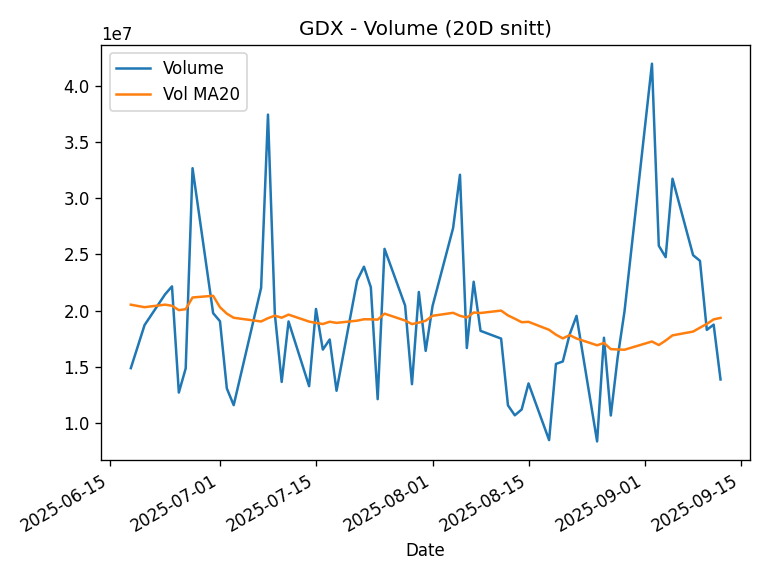 GDX - Volume (20D snitt)
1e7
Volume
Vol MA20
4.0
3.5
3.0
2.5
2.0
1.5
1.0
2025-06-15
2025-07-01
2025-07-15
2025-08-01
2025-08-15
2025-09-01
2025-09-15
Date